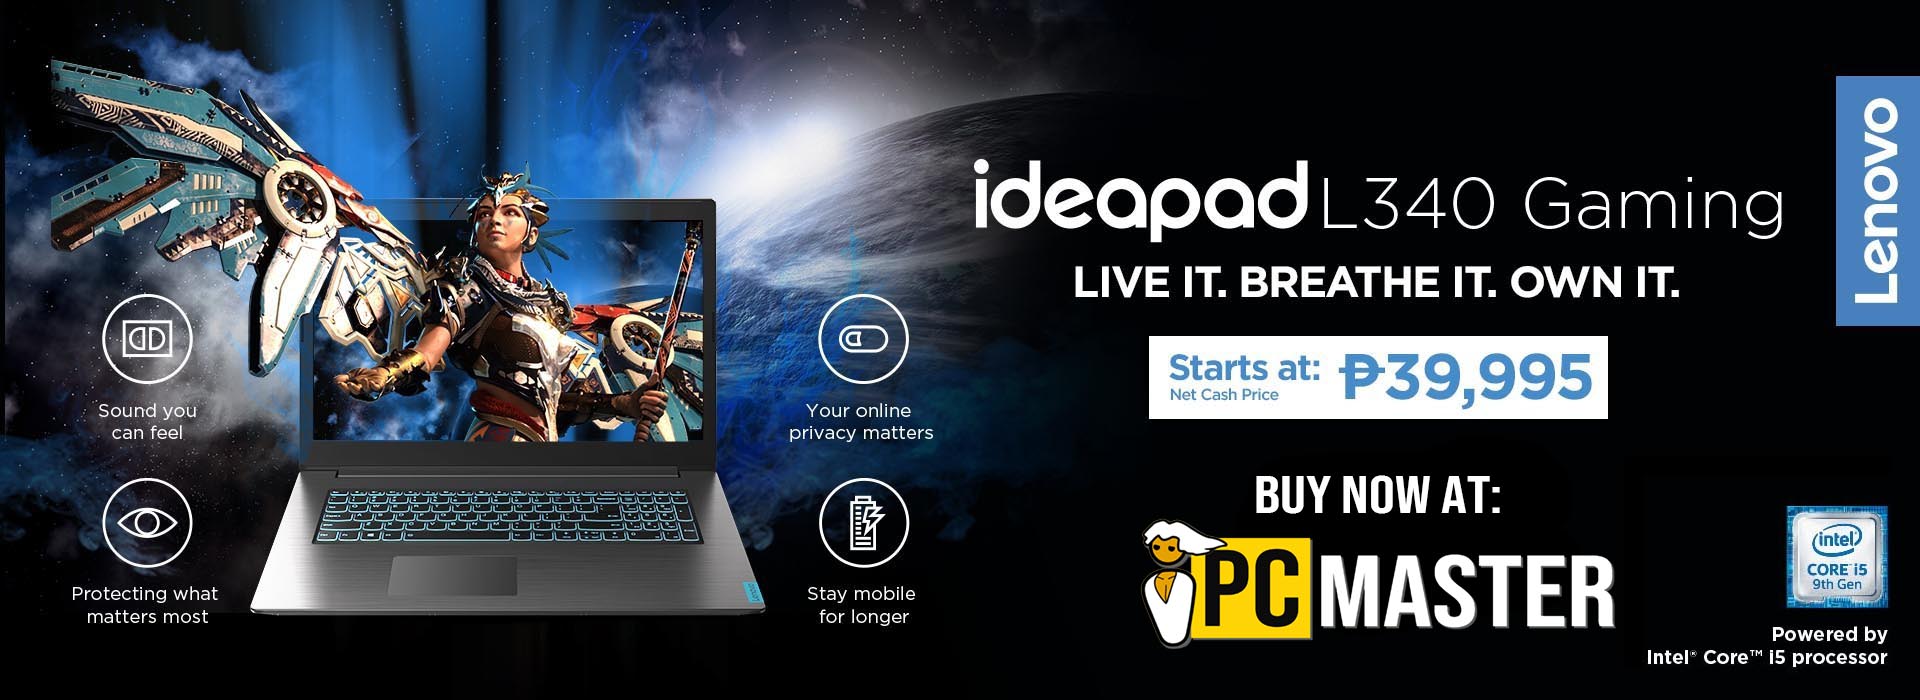 ideapad L340 Gaming
LIVE IT. BREATHE IT. OWN IT.
Starts at: ₱39,995
Net Cash Price
BUY NOW AT:
PC MASTER
Lenovo
Sound you
can feel
Protecting what
matters most
Your online
privacy matters
Stay mobile
for longer
Lenovo
intel
CORE™ i5
9th Gen
Powered by
Intel® Core™ i5 processor